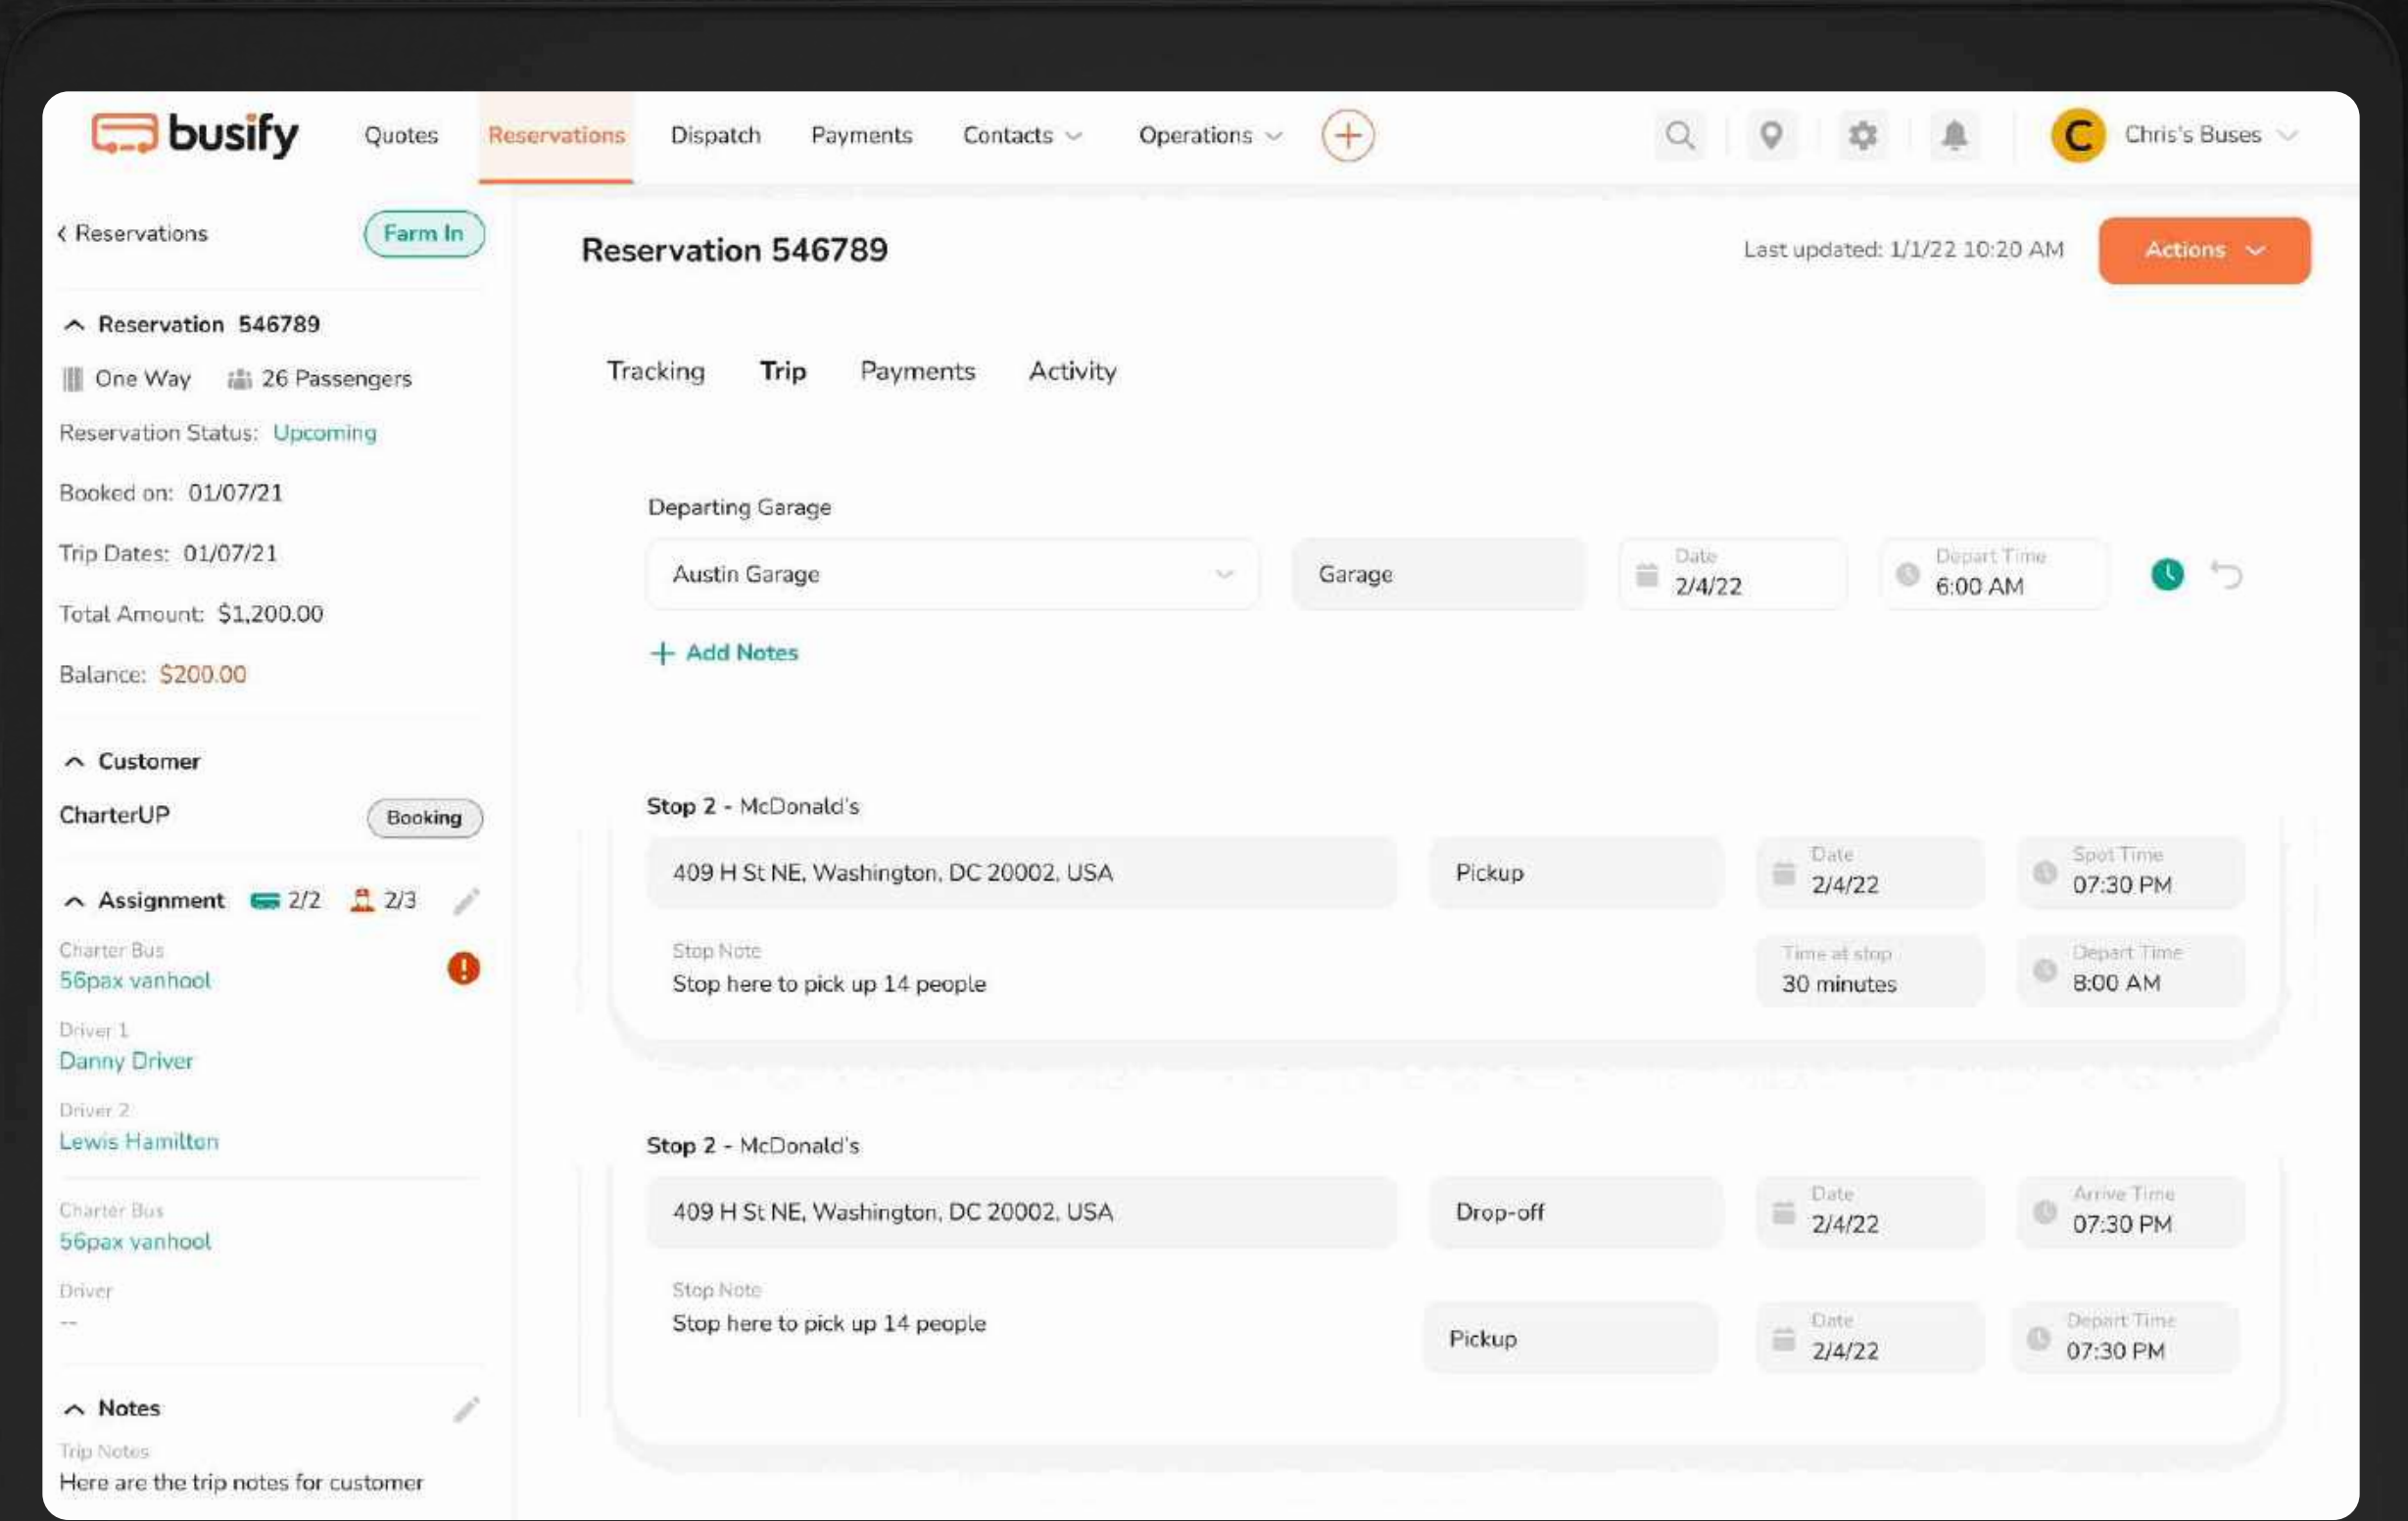 busify Quotes Reservations Dispatch Payments Contacts Operations C Chris's Buses
< Reservations Farm In
Reservation 546789
One Way 26 Passengers
Reservation Status: Upcoming
Booked on: 01/07/21
Trip Dates: 01/07/21
Total Amount: $1,200.00
Balance: $200.00
Customer
CharterUP Booking
Assignment 2/2 2/3
Charter Bus
56pax vanhool
Driver 1
Danny Driver
Driver 2
Lewis Hamilton
Charter Bus
56pax vanhool
Driver
--
Notes
Trip Notes
Here are the trip notes for customer
Reservation 546789 Last updated: 1/1/22 10:20 AM Actions
Tracking Trip Payments Activity
Departing Garage
Austin Garage Garage Date 2/4/22 Depart Time 6:00 AM
+ Add Notes
Stop 2 - McDonald's
409 H St NE, Washington, DC 20002, USA Pickup Date 2/4/22 Spot Time 07:30 PM
Stop Note Time at stop Depart Time
Stop here to pick up 14 people 30 minutes 8:00 AM
Stop 2 - McDonald's
409 H St NE, Washington, DC 20002, USA Drop-off Date 2/4/22 Arrive Time 07:30 PM
Stop Note
Stop here to pick up 14 people
Pickup Date 2/4/22 Depart Time 07:30 PM